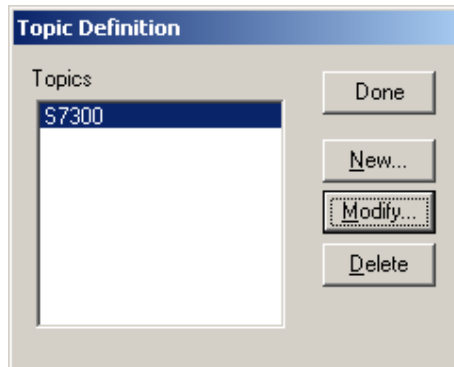 Topic Definition
Topics
S7300
Done
New...
Modify...
Delete